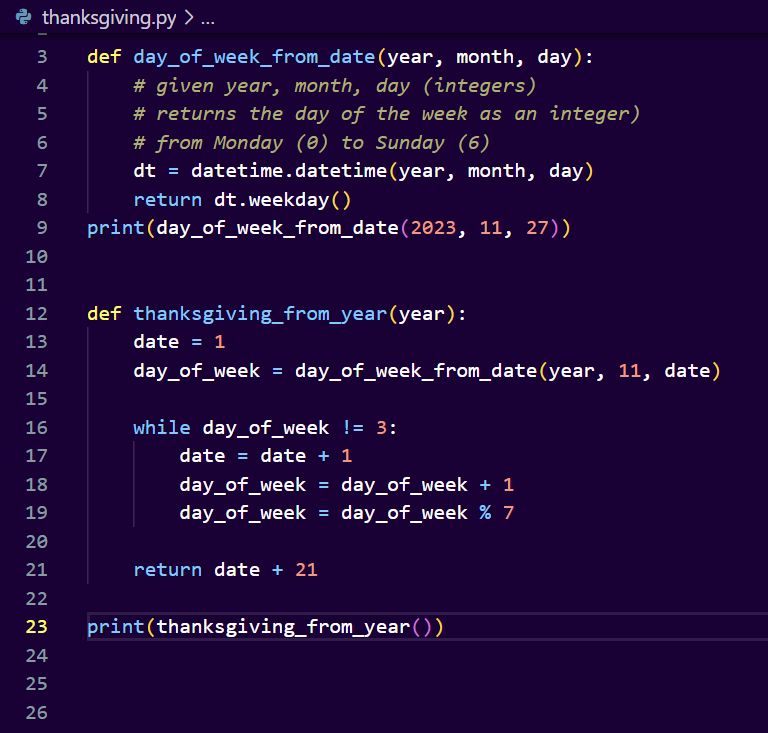 thanksgiving.py > ...
3 def day_of_week_from_date(year, month, day):
4     # given year, month, day (integers)
5     # returns the day of the week as an integer)
6     # from Monday (0) to Sunday (6)
7     dt = datetime.datetime(year, month, day)
8     return dt.weekday()
9 print(day_of_week_from_date(2023, 11, 27))
10
11
12 def thanksgiving_from_year(year):
13     date = 1
14     day_of_week = day_of_week_from_date(year, 11, date)
15
16     while day_of_week != 3:
17         date = date + 1
18         day_of_week = day_of_week + 1
19         day_of_week = day_of_week % 7
20
21     return date + 21
22
23 print(thanksgiving_from_year())
24
25
26